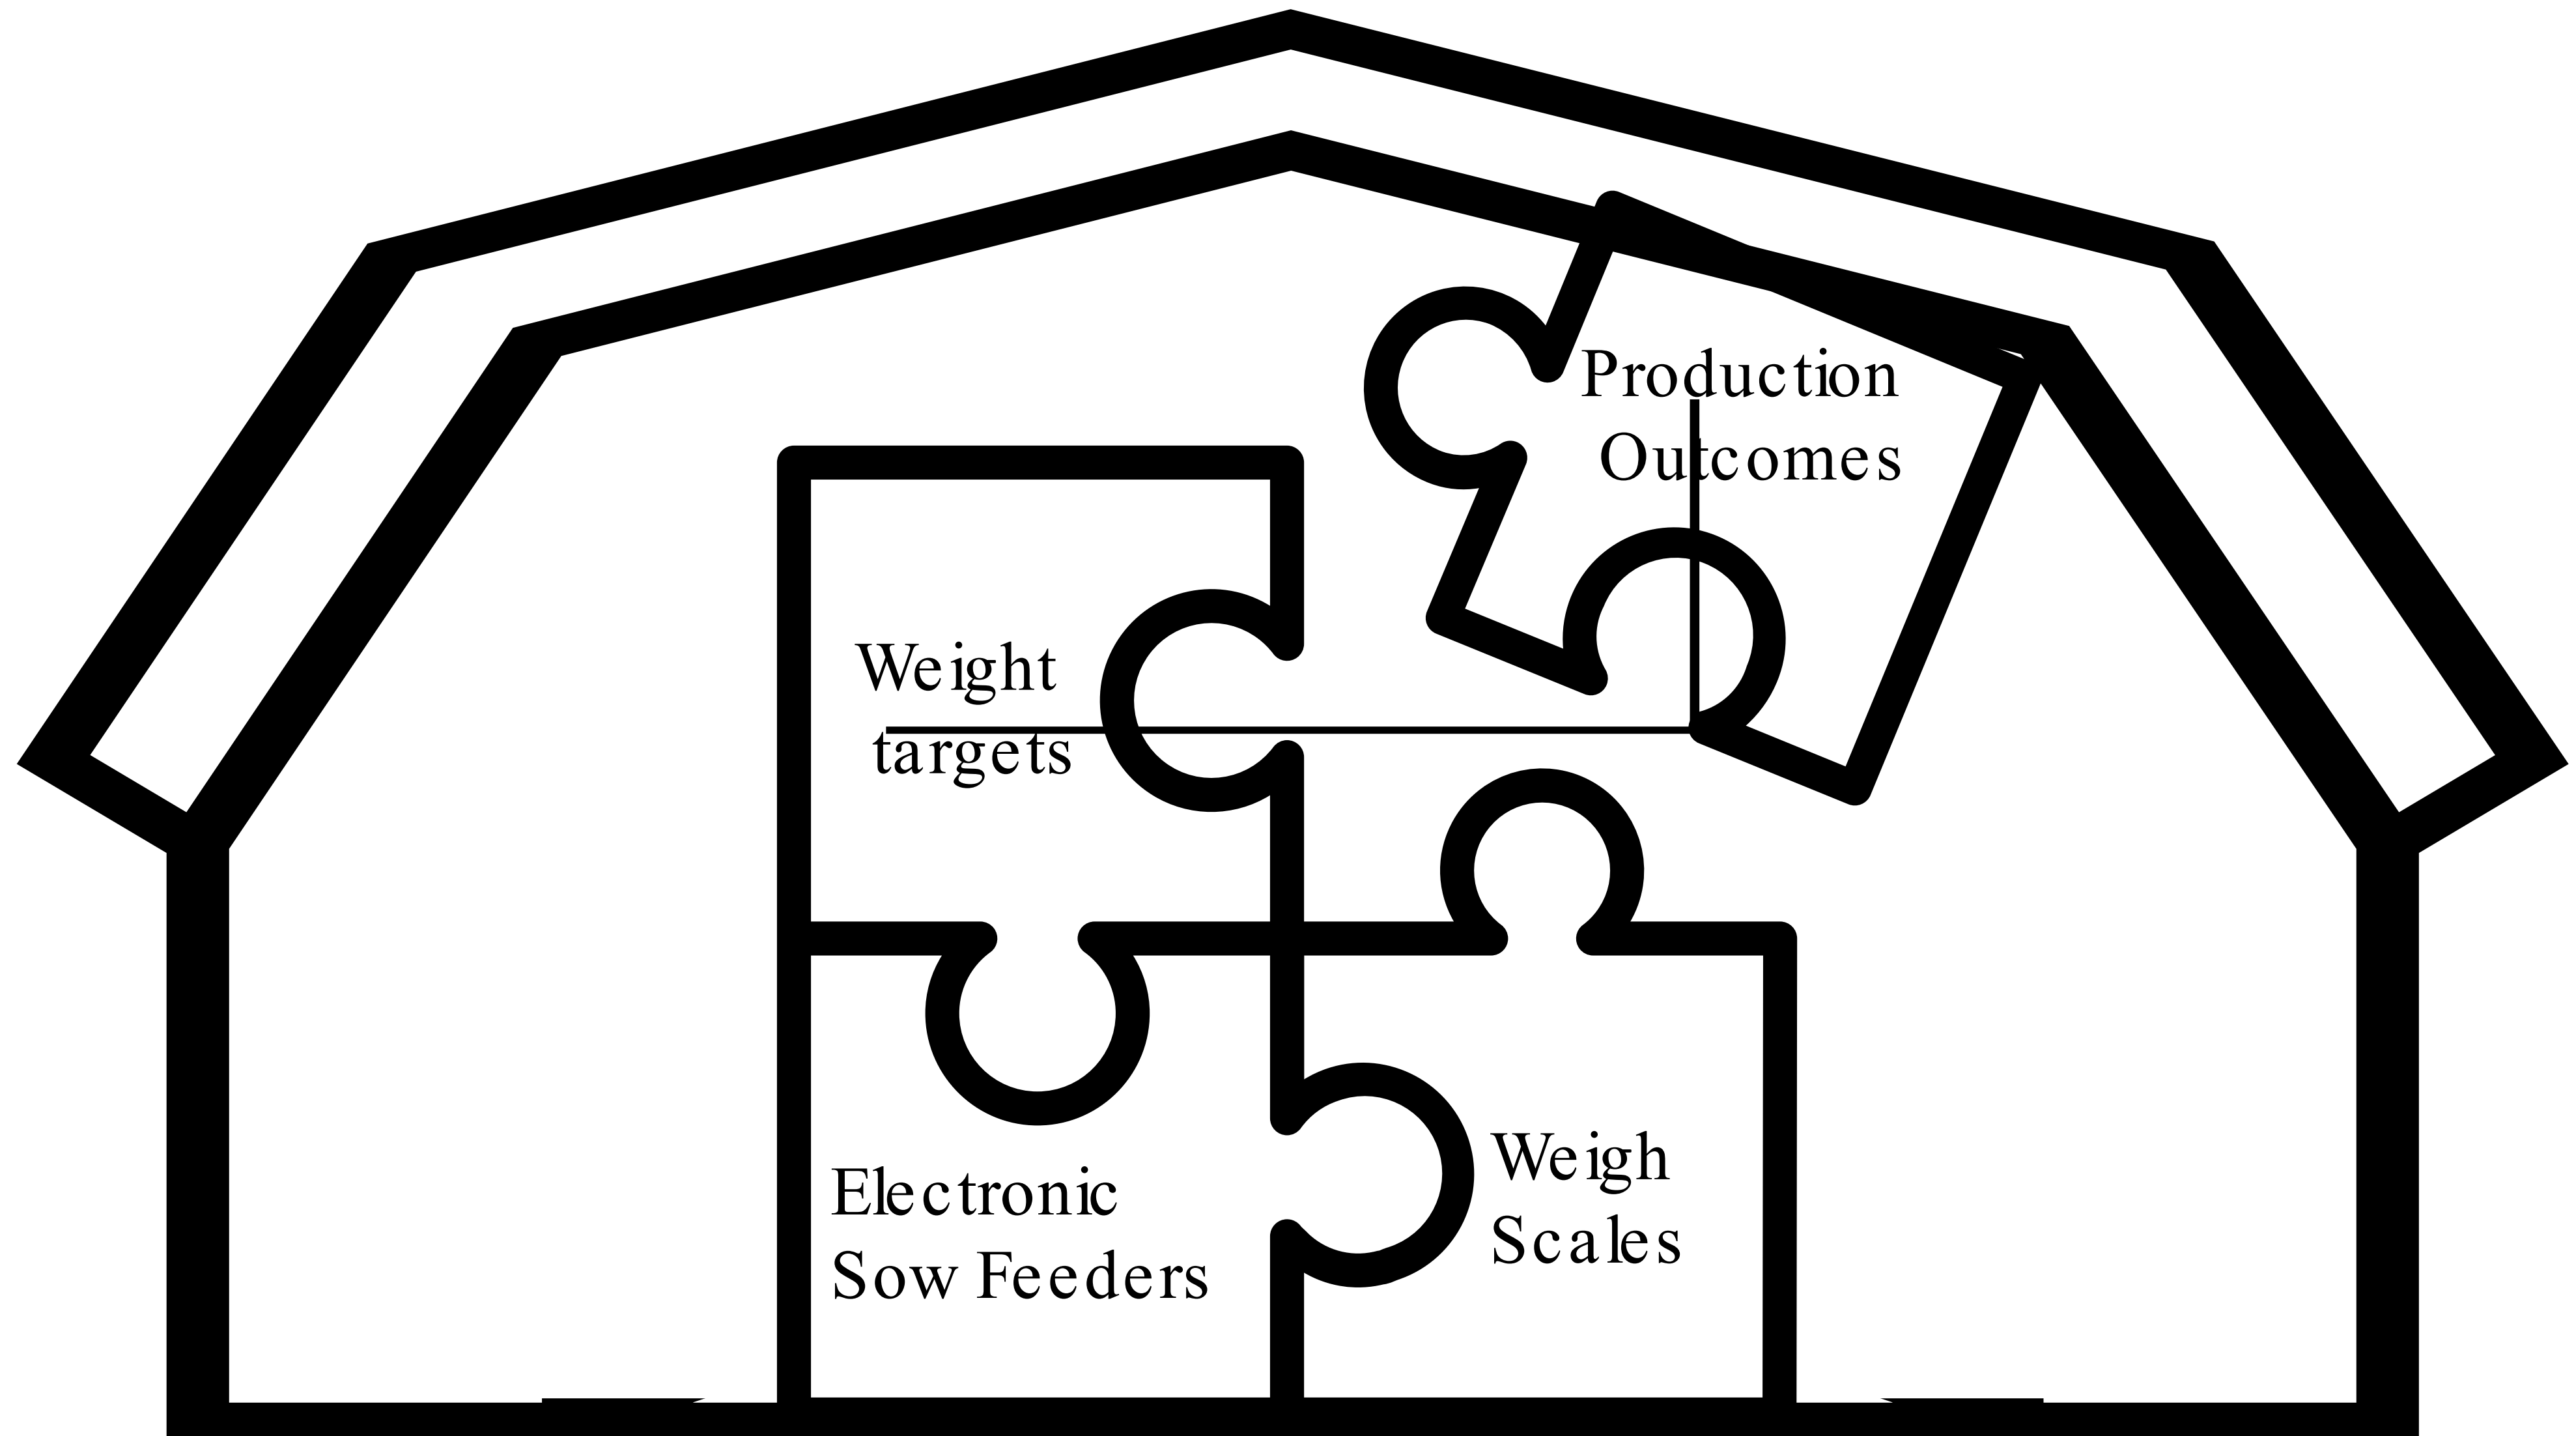 Production
Outcomes
Weight
targets
Electronic
Sow Feeders
Weigh
Scales